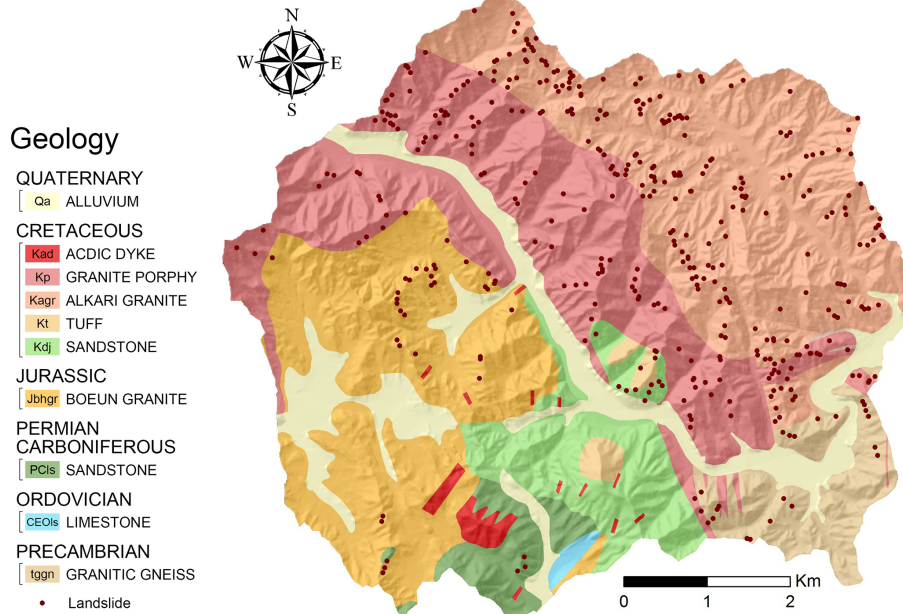 N
W E
S
Geology
QUATERNARY
Qa ALLUVIUM
CRETACEOUS
Kad ACDIC DYKE
Kp GRANITE PORPHY
Kagr ALKARI GRANITE
Kt TUFF
Kdj SANDSTONE
JURASSIC
Jbhgr BOEUN GRANITE
PERMIAN
CARBONIFEROUS
PCls SANDSTONE
ORDOVICIAN
CEOls LIMESTONE
PRECAMBRIAN
tggn GRANITIC GNEISS
Landslide
Km
0 1 2